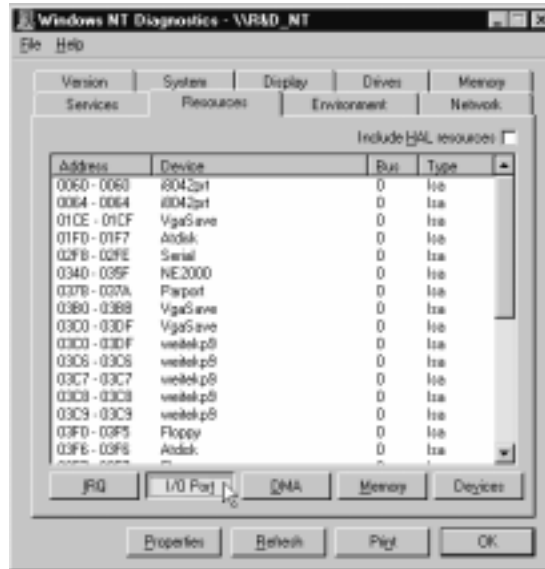 Windows NT Diagnostics - \\R&D_NT
File Help
Version System Display Drives Memory
Services Resources Environment Network
Include HAL resources
Address Device Bus Type
0060 - 0060 i8042prt 0 Isa
0064 - 0064 i8042prt 0 Isa
01CE - 01CF VgaSave 0 Isa
01F0 - 01F7 Atdisk 0 Isa
02F8 - 02FE Serial 0 Isa
0340 - 035F NE2000 0 Isa
0378 - 037A Parport 0 Isa
03B0 - 03BB VgaSave 0 Isa
03C0 - 03DF VgaSave 0 Isa
03C0 - 03DF weitekp9 0 Isa
03C6 - 03C6 weitekp9 0 Isa
03C7 - 03C7 weitekp9 0 Isa
03C8 - 03C8 weitekp9 0 Isa
03C9 - 03C9 weitekp9 0 Isa
03F0 - 03F5 Floppy 0 Isa
03F6 - 03F6 Atdisk 0 Isa
IRQ I/O Port DMA Memory Devices
Properties Refresh Print OK